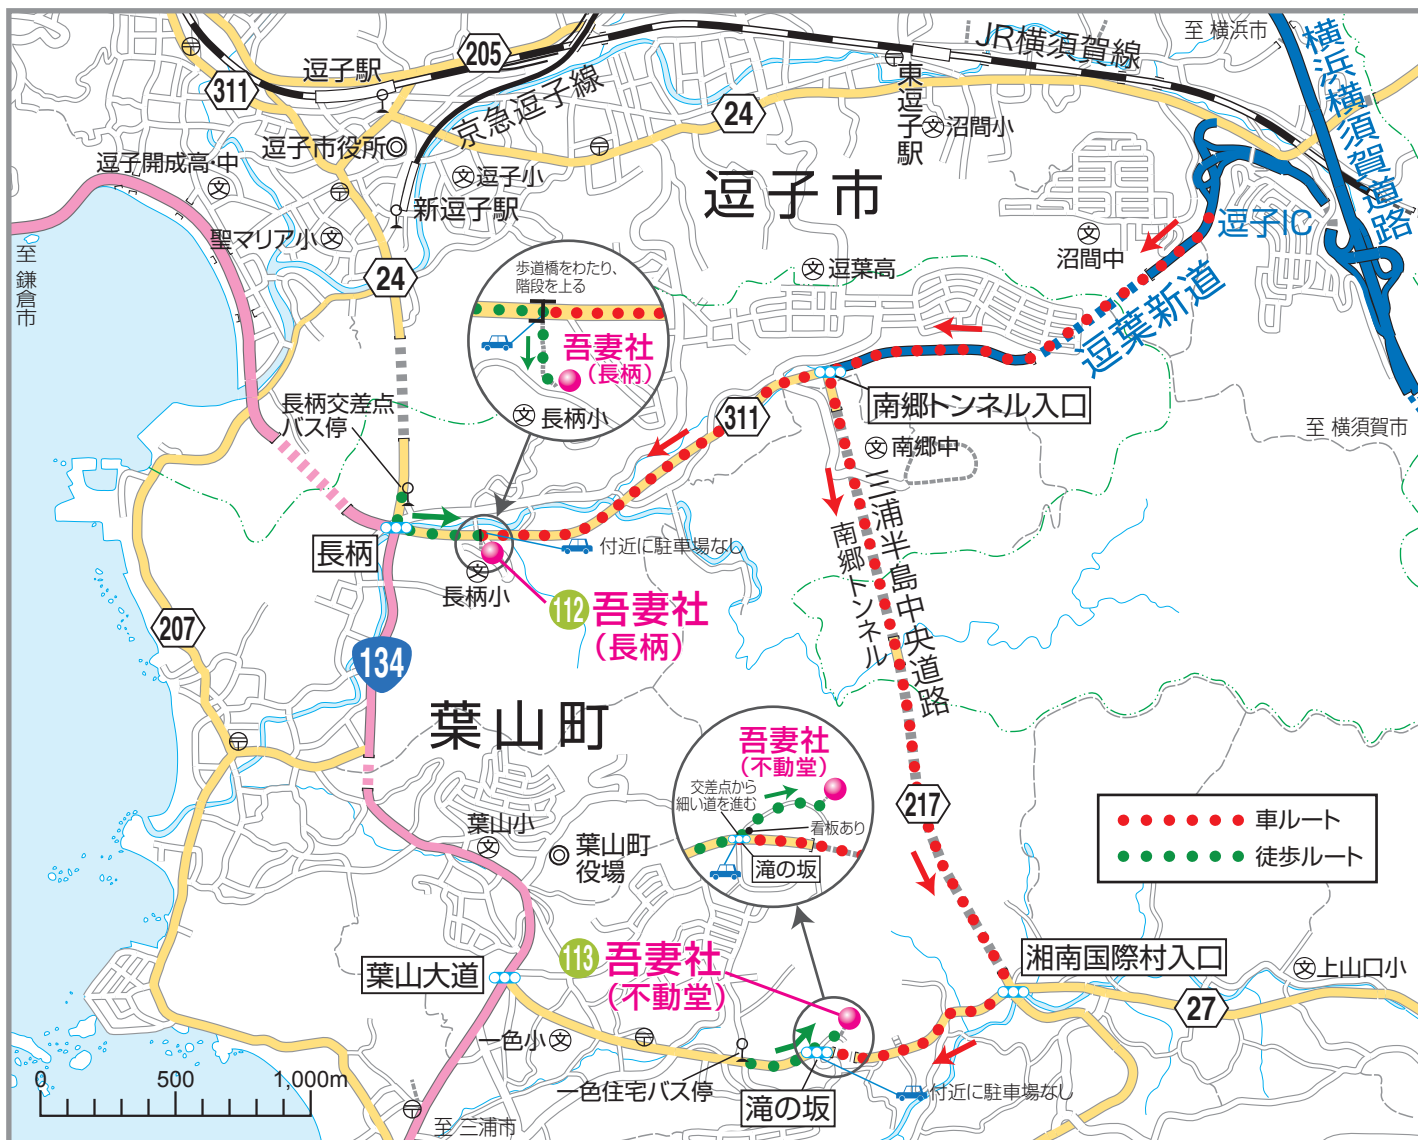 至 横浜市
JR横須賀線
横浜横須賀道路
逗子駅
205
311
京急逗子線
24
東逗子駅
沼間小
逗子市役所
逗子開成高・中
逗子小
新逗子駅
逗子市
聖マリア小
24
至 鎌倉市
沼間中
逗子IC
逗葉新道
逗葉高
歩道橋をわたり、
階段を上る
吾妻社
(長柄)
長柄小
長柄交差点
バス停
311
南郷トンネル入口
至 横須賀市
南郷中
三浦半島中央道路
南郷トンネル
長柄
付近に駐車場なし
長柄小
112
吾妻社
(長柄)
207
134
葉山町
吾妻社
(不動堂)
交差点から
細い道を進む
看板あり
滝の坂
217
車ルート
徒歩ルート
葉山小
葉山町
役場
葉山大道
113
吾妻社
(不動堂)
湘南国際村入口
上山口小
27
一色小
一色住宅バス停
滝の坂
付近に駐車場なし
0 500 1,000m
至 三浦市
文
文
文
文
文
文
文
文
文
文
文
文